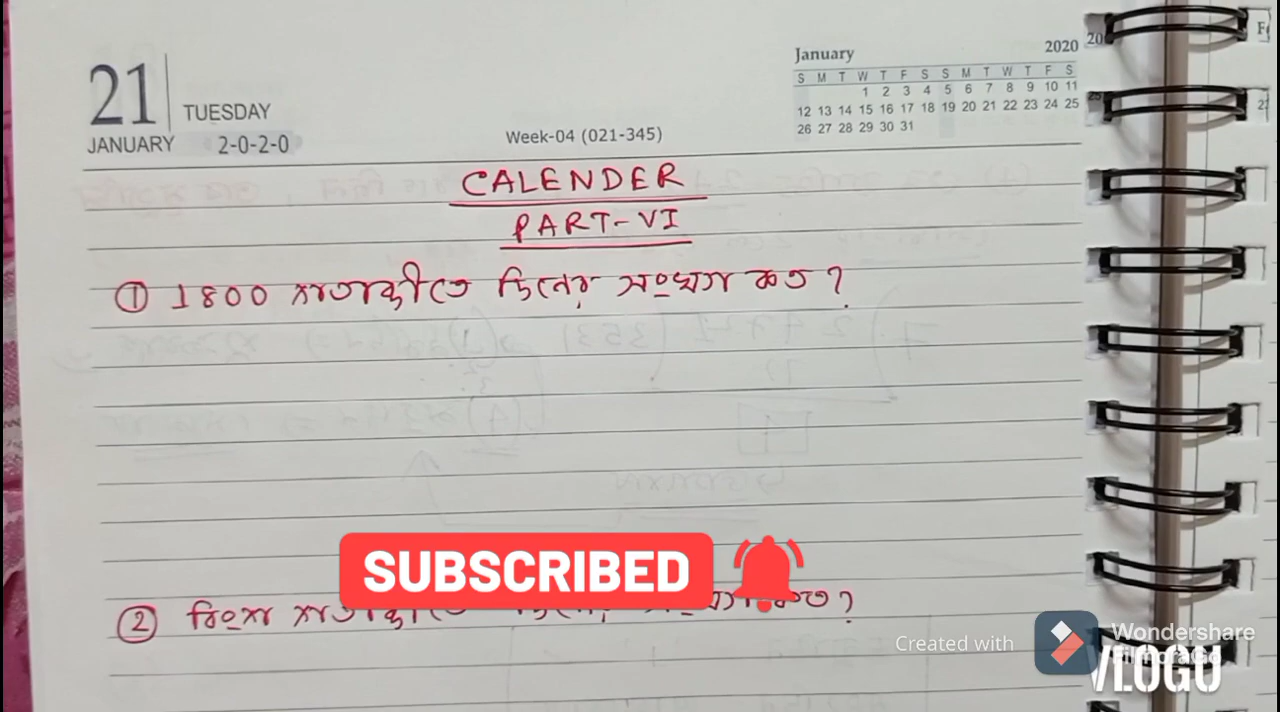 21
TUESDAY
JANUARY 2-0-2-0
Week-04 (021-345)
January 2020
S M T W T F S S M T W T F S
1 2 3 4 5 6 7 8 9 10 11
12 13 14 15 16 17 18 19 20 21 22 23 24 25
26 27 28 29 30 31
CALENDER
PART-VI
① 1800 শতাব্দীতে দিনের সংখ্যা কত ?
SUBSCRIBED
② বিংশ শতাব্দীতে দিনের সংখ্যা কত ?
Created with
Wondershare
FilmoraGo
VLOGU